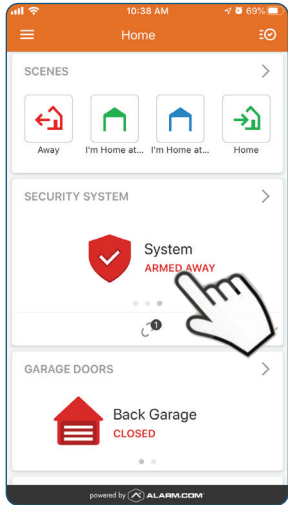 10:38 AM
69%
Home
SCENES
Away
I'm Home at...
I'm Home at...
Home
SECURITY SYSTEM
System
ARMED AWAY
1
GARAGE DOORS
Back Garage
CLOSED
powered by ALARM.COM